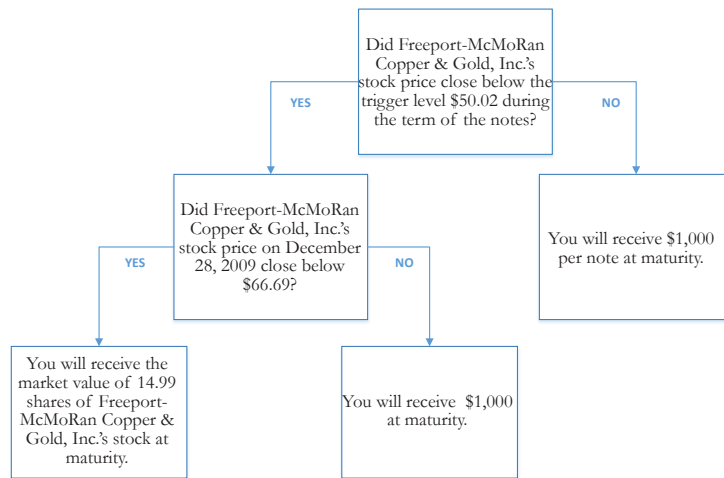 Did Freeport-McMoRan
Copper & Gold, Inc.'s
stock price close below the
trigger level $50.02 during
the term of the notes?
YES
NO
Did Freeport-McMoRan
Copper & Gold, Inc.'s
stock price on December
28, 2009 close below
$66.69?
You will receive $1,000
per note at maturity.
YES
NO
You will receive the
market value of 14.99
shares of Freeport-
McMoRan Copper &
Gold, Inc.'s stock at
maturity.
You will receive $1,000
at maturity.